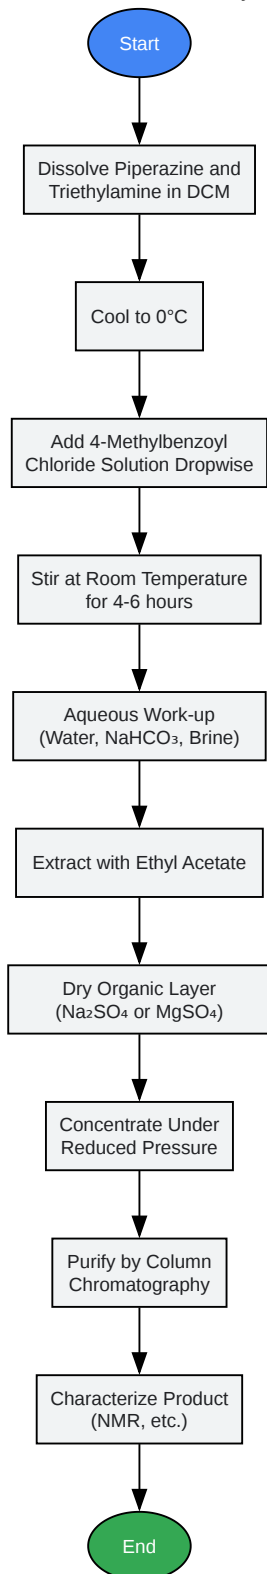 Start
Dissolve Piperazine and
Triethylamine in DCM
Cool to 0°C
Add 4-Methylbenzoyl
Chloride Solution Dropwise
Stir at Room Temperature
for 4-6 hours
Aqueous Work-up
(Water, NaHCO₃, Brine)
Extract with Ethyl Acetate
Dry Organic Layer
(Na₂SO₄ or MgSO₄)
Concentrate Under
Reduced Pressure
Purify by Column
Chromatography
Characterize Product
(NMR, etc.)
End